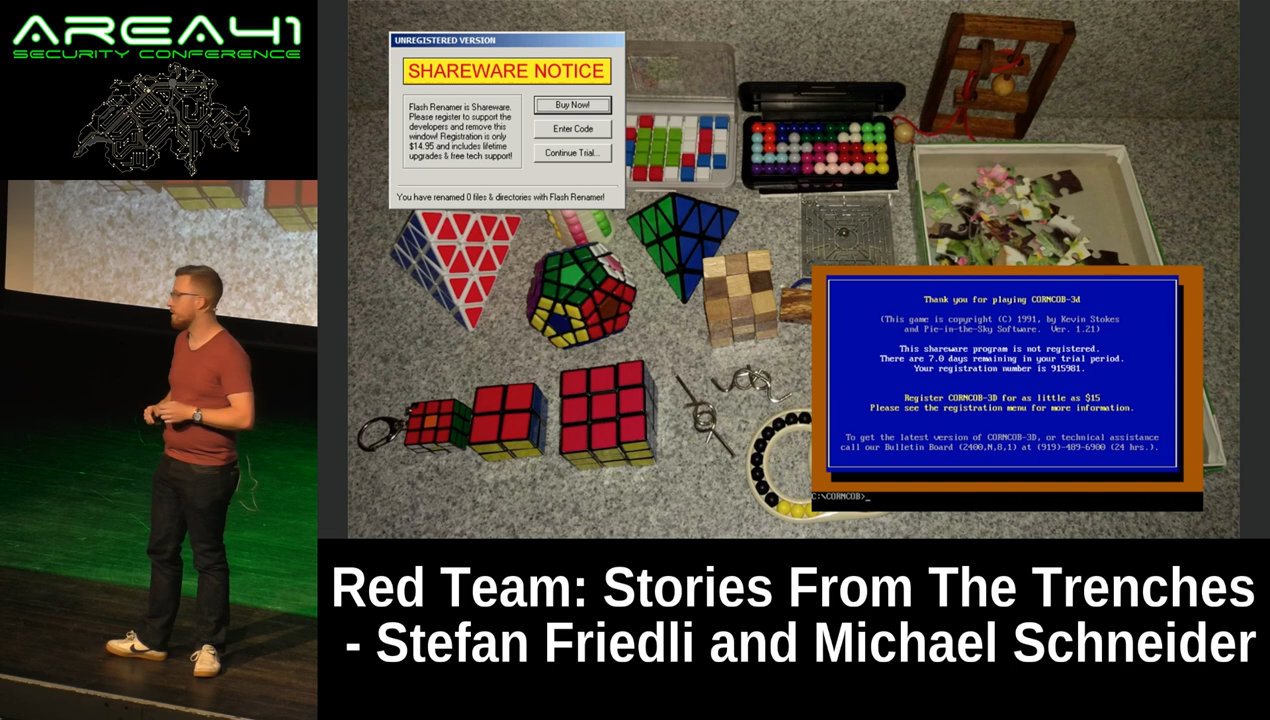 AREA41
SECURITY CONFERENCE
UNREGISTERED VERSION
SHAREWARE NOTICE
Flash Renamer is Shareware.
Please register to support the
developers and remove this
window! Registration is only
$14.95 and includes lifetime
upgrades & free tech support!
Buy Now!
Enter Code
Continue Trial...
You have renamed 0 files & directories with Flash Renamer!
Thank you for playing CORNCOB-3d
(This game is copyright (C) 1991, by Kevin Stokes
and Pie-in-the-Sky Software. Ver. 1.21)
This shareware program is not registered.
There are 7.0 days remaining in your trial period.
Your registration number is 915981.
Register CORNCOB-3D for as little as $15
Please see the registration menu for more information.
To get the latest version of CORNCOB-3D, or technical assistance
call our Bulletin Board (2400,N,8,1) at (919)-489-6900 (24 hrs.).
C:\CORNCOB>_
Red Team: Stories From The Trenches
- Stefan Friedli and Michael Schneider